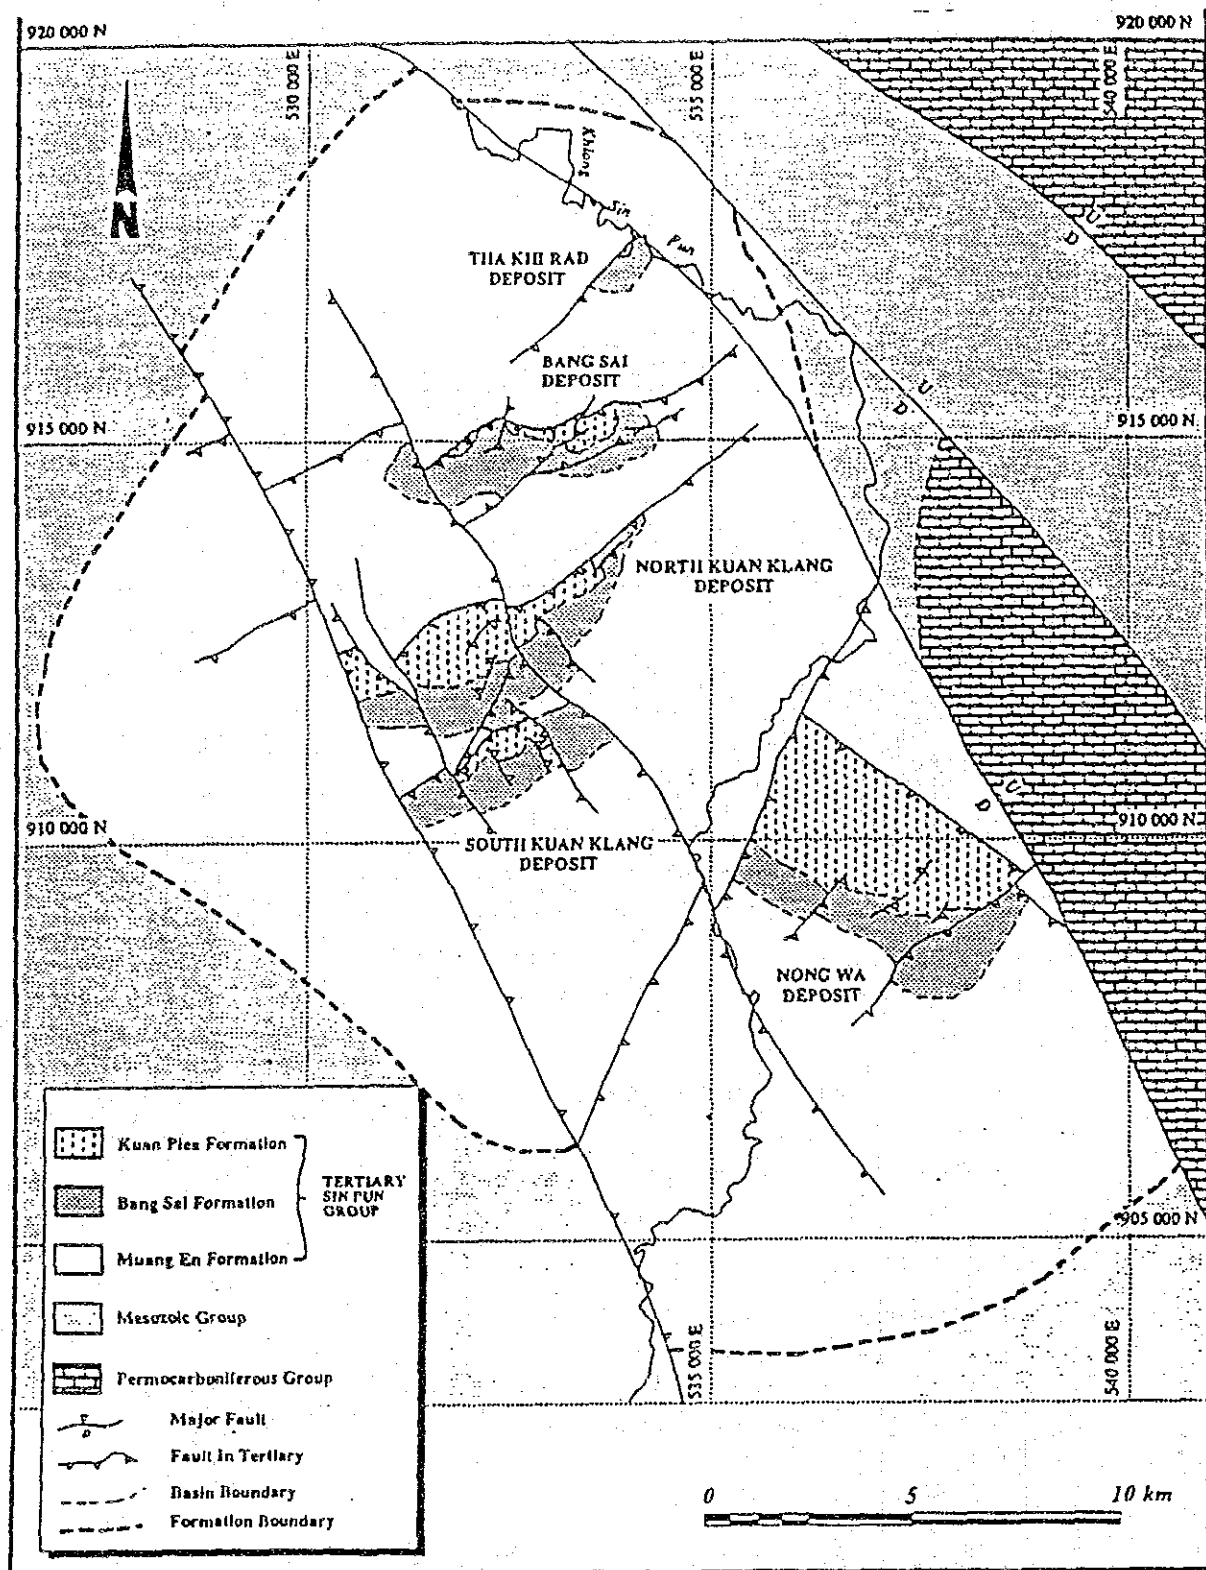 920 000 N
920 000 N
530 000 E
535 000 E
540 000 E
N
Khlong
Sin
Pun
U
D
THA KHI RAD
DEPOSIT
BANG SAI
DEPOSIT
U
D
915 000 N
915 000 N
NORTH KUAN KLANG
DEPOSIT
U
D
910 000 N
910 000 N
SOUTH KUAN KLANG
DEPOSIT
NONG WA
DEPOSIT
905 000 N
535 000 E
540 000 E
Kuan Plex Formation
Bang Sai Formation
Muang En Formation
TERTIARY
SIN PUN
GROUP
Mesozoic Group
Permocarboniferous Group
Major Fault
Fault In Tertiary
Basin Boundary
Formation Boundary
0 5 10 km